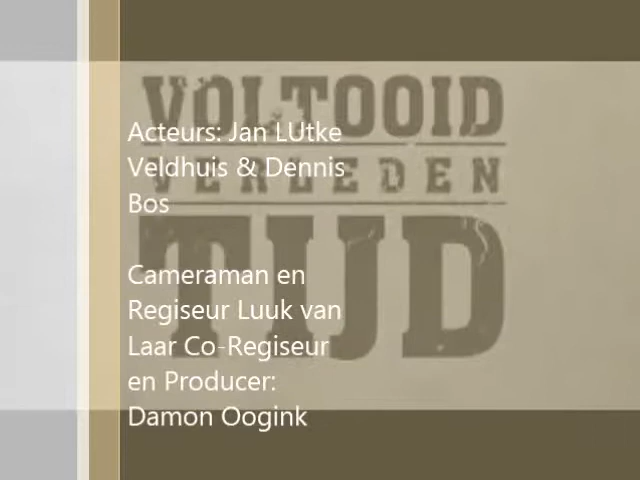 VOLTOOID
VERLEDEN
TIJD
Acteurs: Jan LUtke
Veldhuis & Dennis
Bos
Cameraman en
Regiseur Luuk van
Laar Co-Regiseur
en Producer:
Damon Oogink